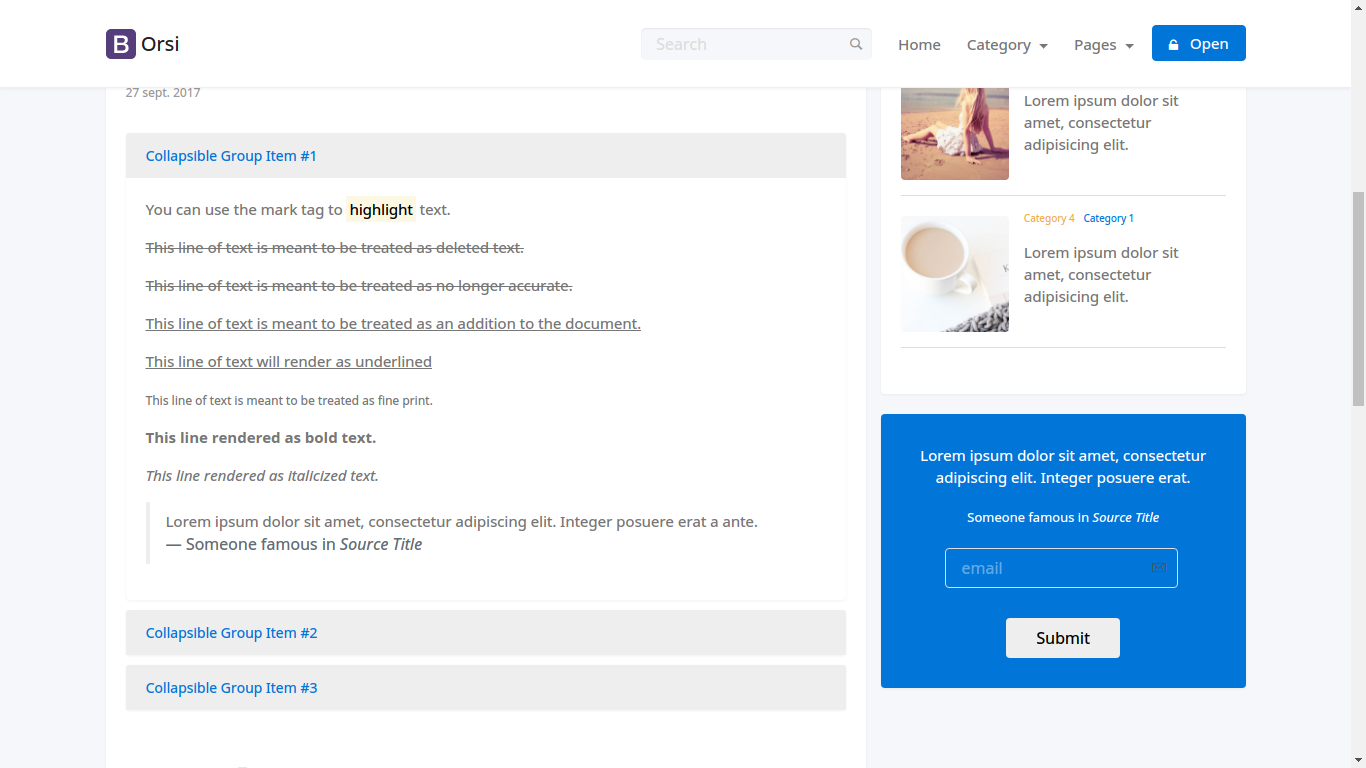 B Orsi
Search
Home
Category
Pages
Open
27 sept. 2017
Collapsible Group Item #1
You can use the mark tag to highlight text.
This line of text is meant to be treated as deleted text.
This line of text is meant to be treated as no longer accurate.
This line of text is meant to be treated as an addition to the document.
This line of text will render as underlined
This line of text is meant to be treated as fine print.
This line rendered as bold text.
This line rendered as italicized text.
Lorem ipsum dolor sit amet, consectetur adipiscing elit. Integer posuere erat a ante.
— Someone famous in Source Title
Collapsible Group Item #2
Collapsible Group Item #3
Lorem ipsum dolor sit
amet, consectetur
adipisicing elit.
Category 4 Category 1
Lorem ipsum dolor sit
amet, consectetur
adipisicing elit.
Lorem ipsum dolor sit amet, consectetur
adipiscing elit. Integer posuere erat.
Someone famous in Source Title
email
Submit